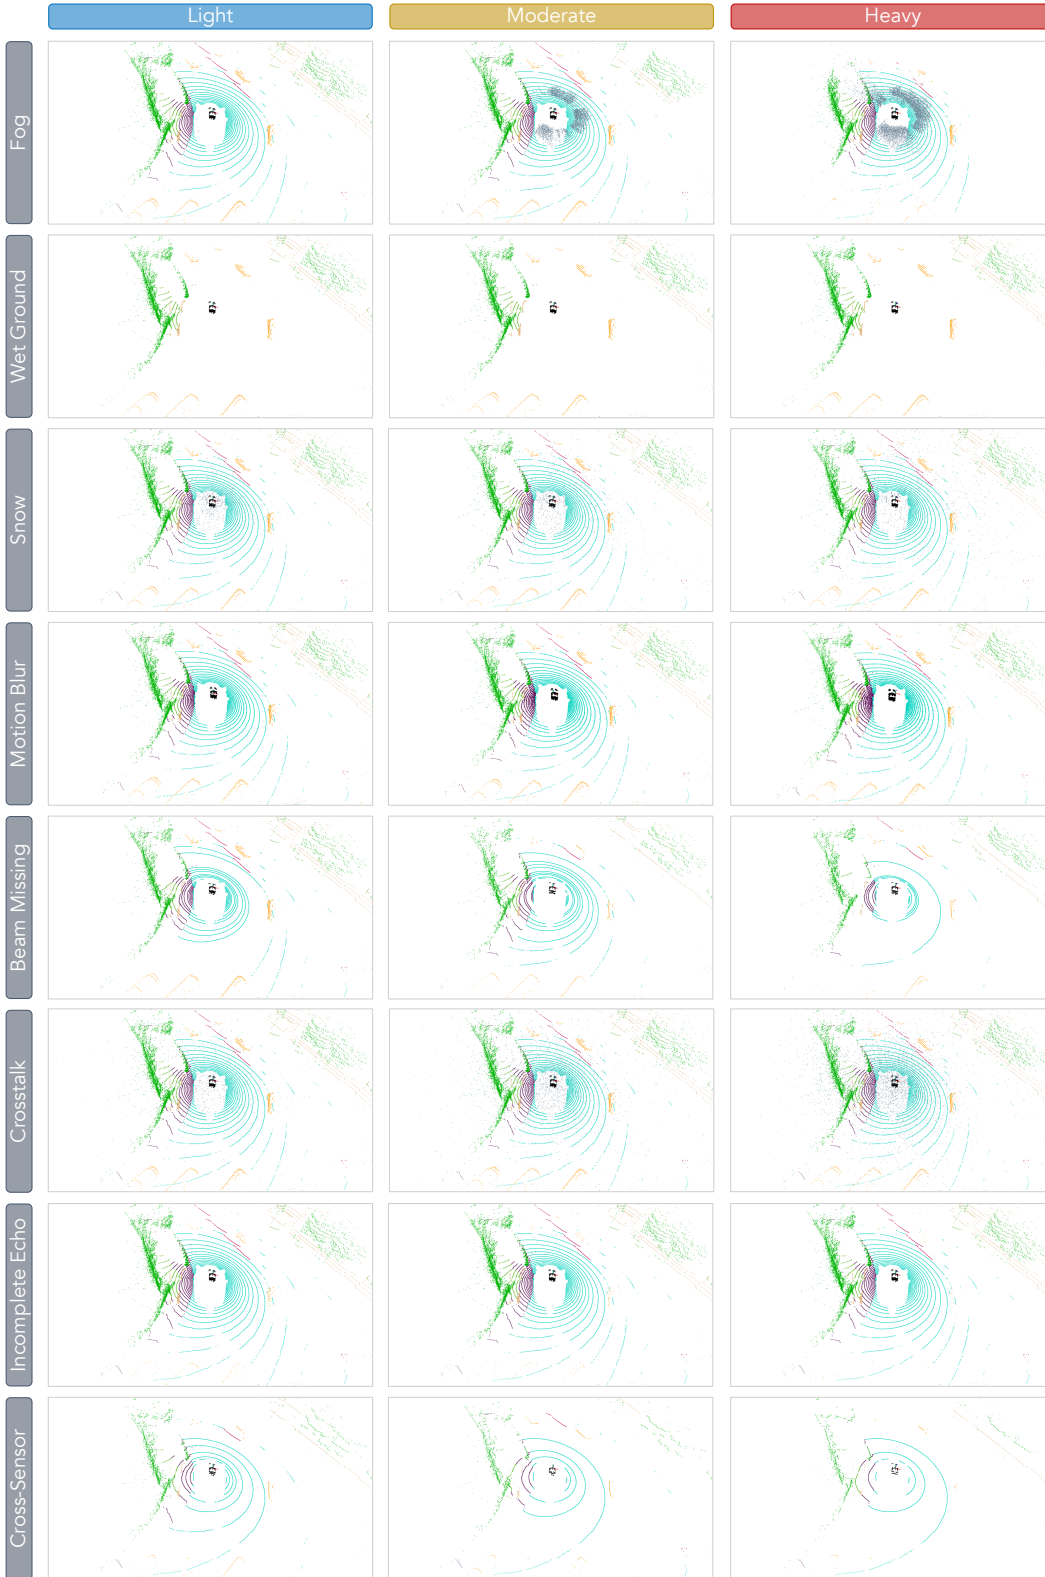 Light
Moderate
Heavy
Fog
Wet Ground
Snow
Motion Blur
Beam Missing
Crosstalk
Incomplete Echo
Cross-Sensor